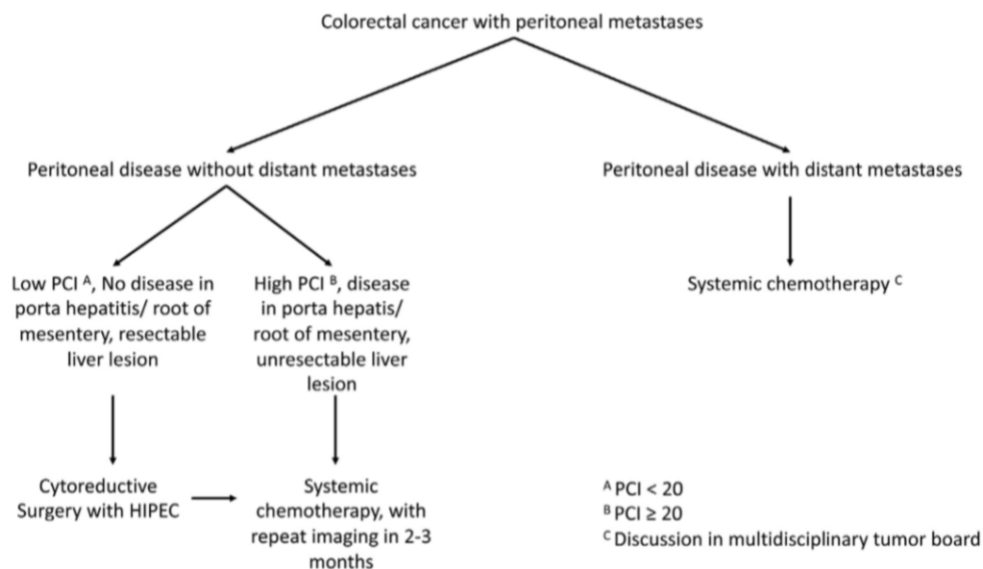 Colorectal cancer with peritoneal metastases
Peritoneal disease without distant metastases
Peritoneal disease with distant metastases
Low PCI ᴬ, No disease in
porta hepatitis/ root of
mesentery, resectable
liver lesion
High PCI ᴮ, disease
in porta hepatis/
root of mesentery,
unresectable liver
lesion
Systemic chemotherapy ᶜ
Cytoreductive
Surgery with HIPEC
Systemic
chemotherapy, with
repeat imaging in 2-3
months
ᴬ PCI < 20
ᴮ PCI ≥ 20
ᶜ Discussion in multidisciplinary tumor board